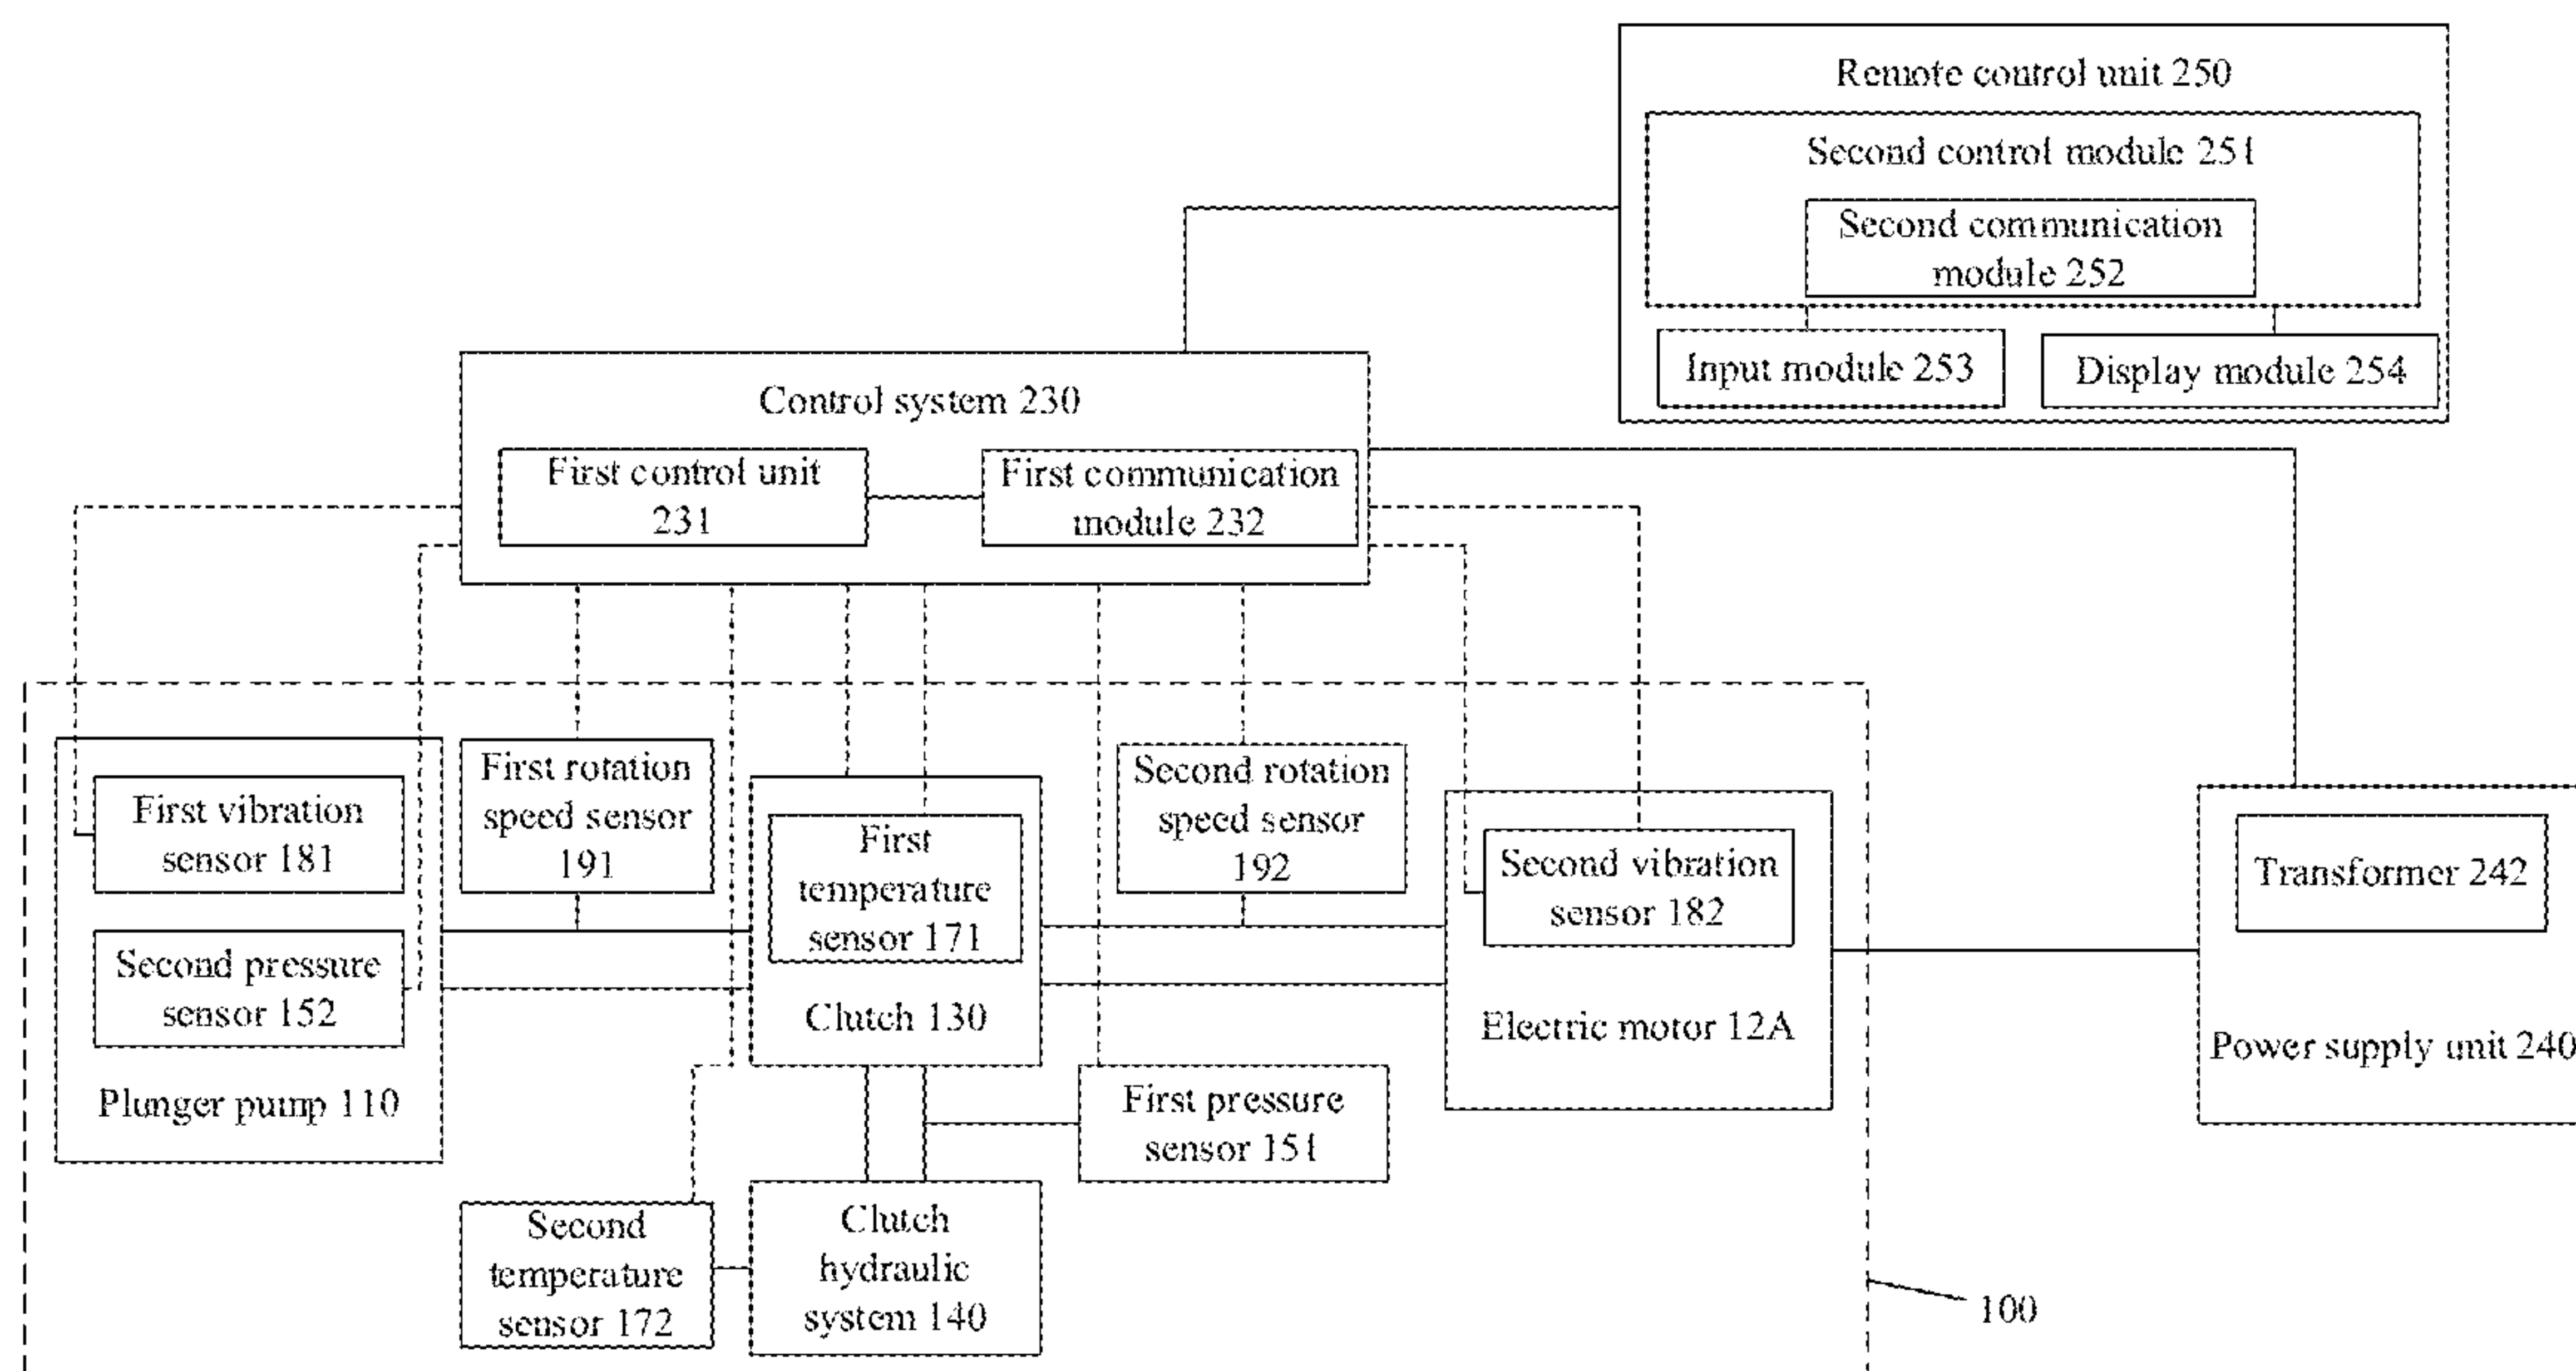 Remote control unit 250
Second control module 251
Second communication
module 252
Input module 253
Display module 254
Control system 230
First control unit
231
First communication
module 232
First vibration
sensor 181
Second pressure
sensor 152
Plunger pump 110
First rotation
speed sensor
191
First
temperature
sensor 171
Clutch 130
Second rotation
speed sensor
192
Second vibration
sensor 182
Electric motor 12A
Transformer 242
Power supply unit 240
First pressure
sensor 151
Second
temperature
sensor 172
Clutch
hydraulic
system 140
100